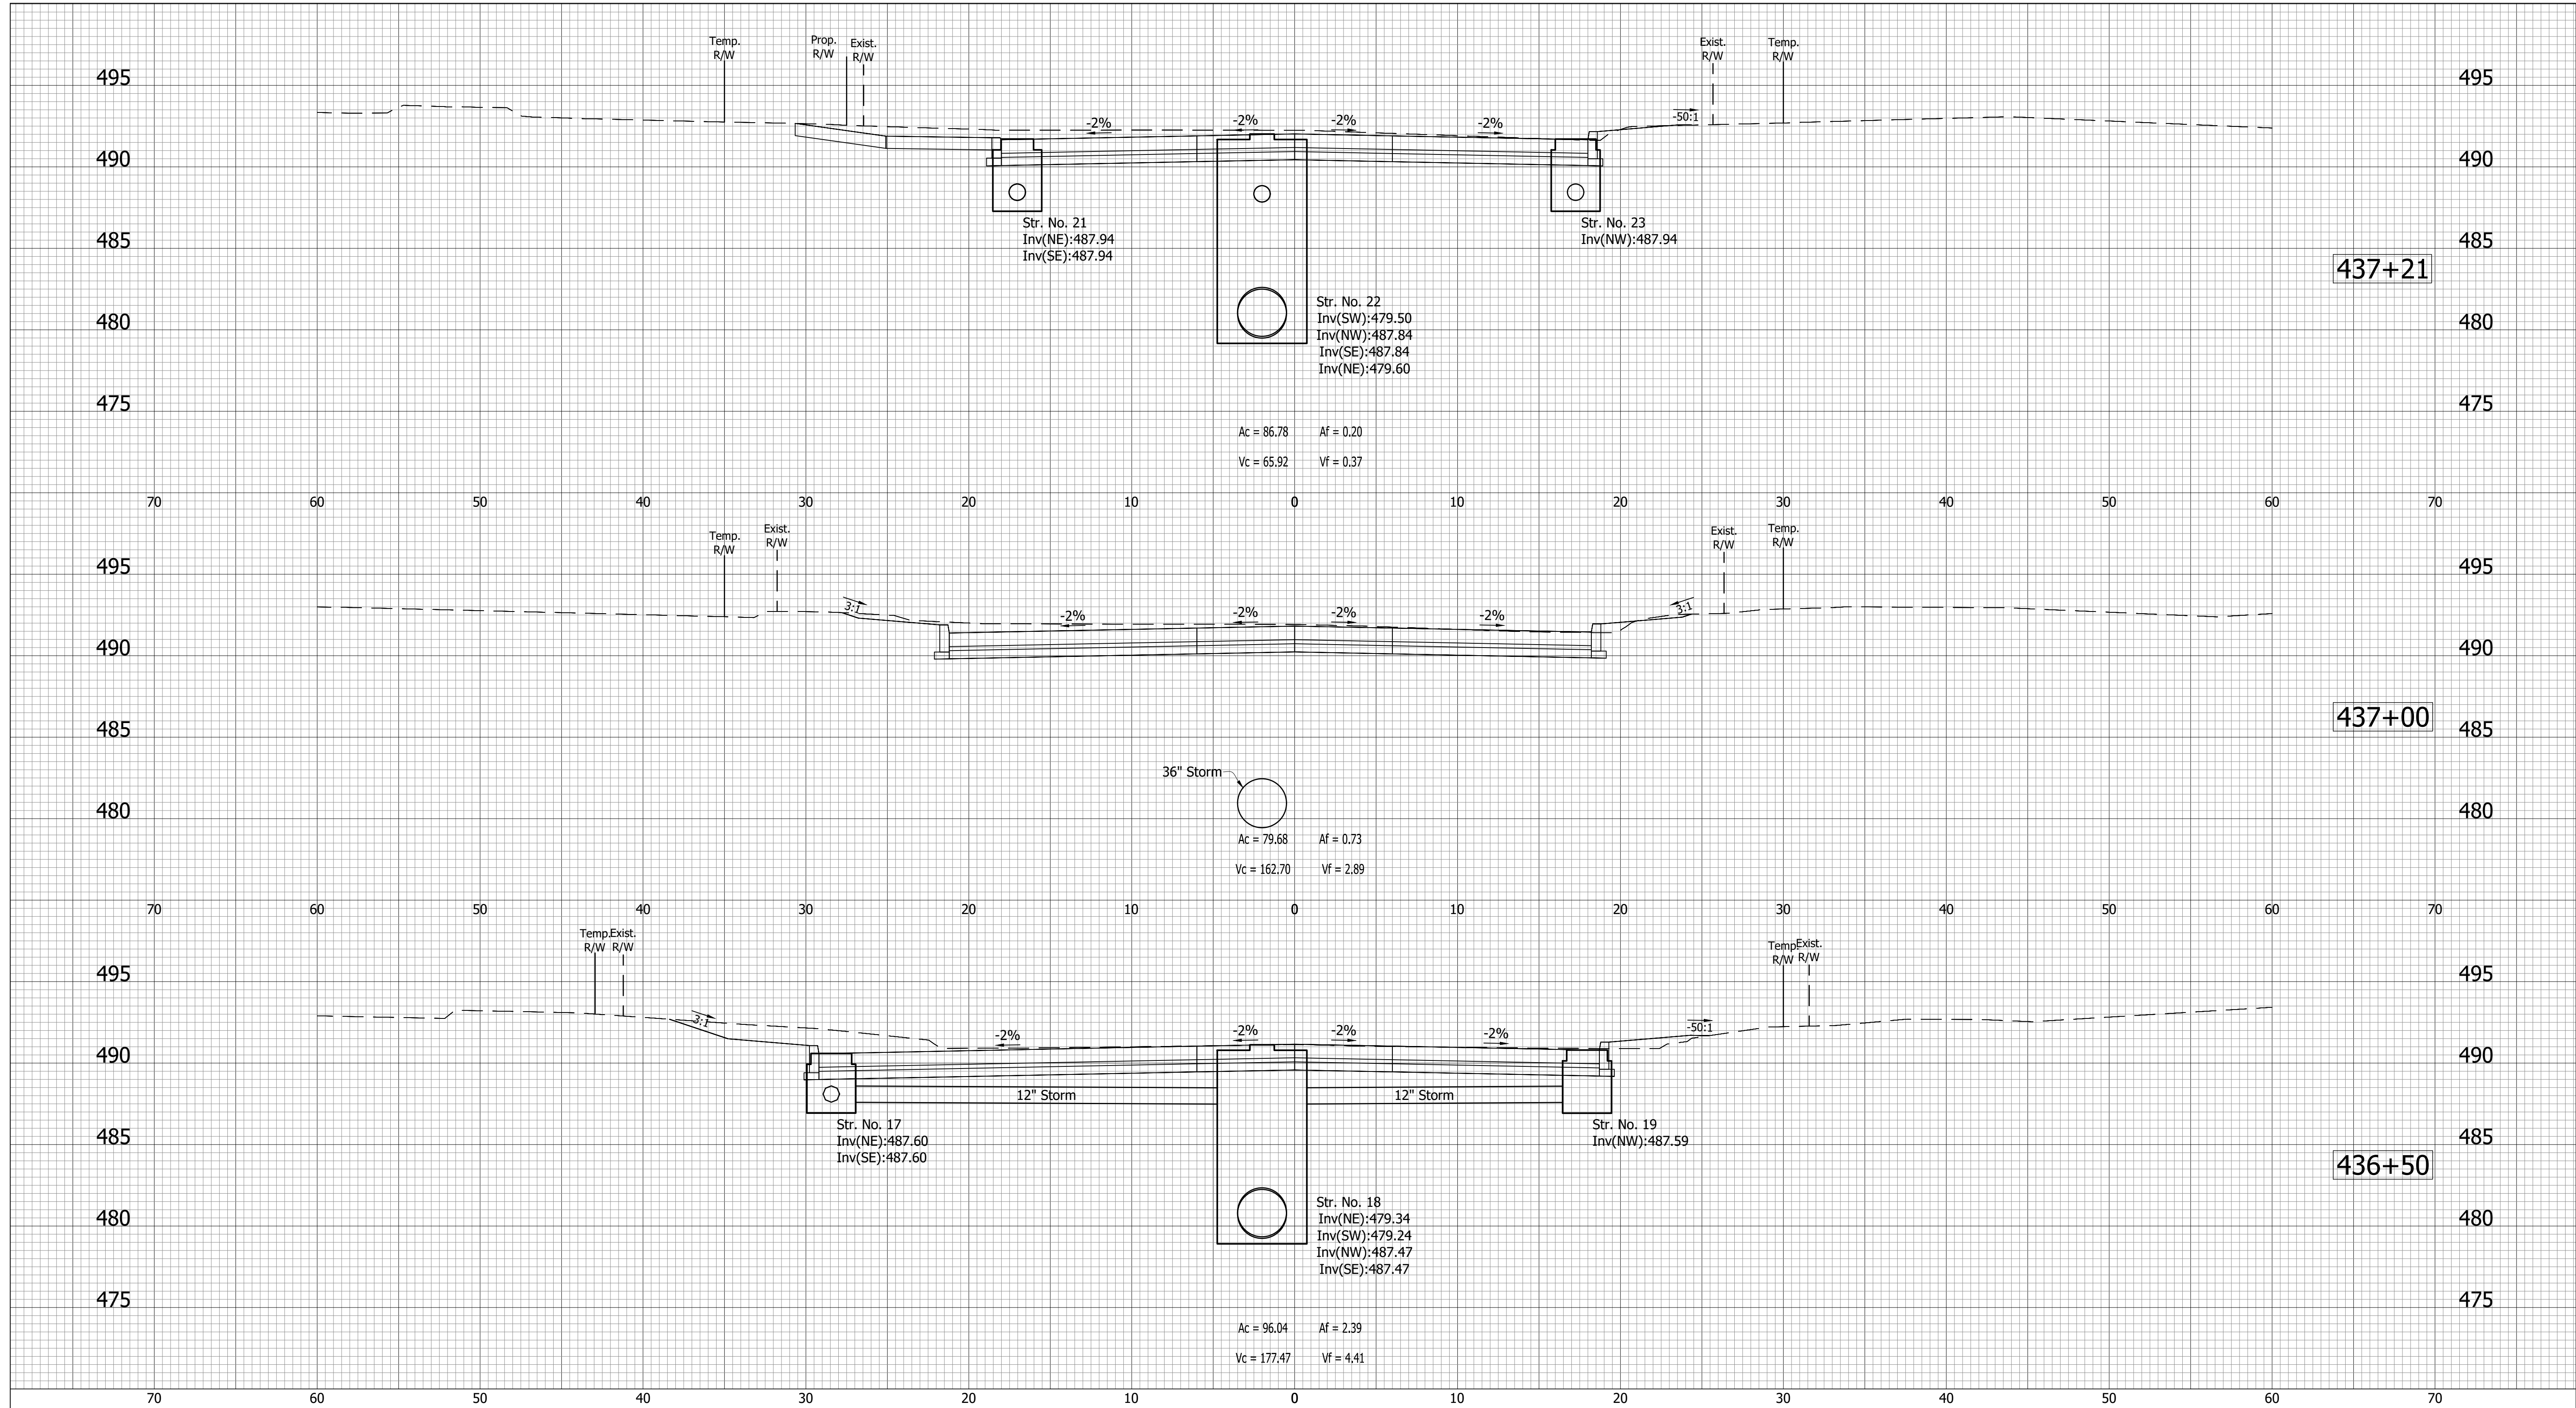 Temp.
R/W
Prop.
R/W
Exist.
R/W
Exist.
R/W
Temp.
R/W
495
495
-2%
-2%
-2%
-2%
-50:1
490
490
Str. No. 21
Inv(NE):487.94
Inv(SE):487.94
Str. No. 23
Inv(NW):487.94
485
485
437+21
Str. No. 22
Inv(SW):479.50
Inv(NW):487.84
Inv(SE):487.84
Inv(NE):479.60
480
480
475
475
Ac = 86.78 Af = 0.20
Vc = 65.92 Vf = 0.37
70 60 50 40 30 20 10 0 10 20 30 40 50 60 70
Temp.
R/W
Exist.
R/W
Exist.
R/W
Temp.
R/W
495
495
3:1
-2%
-2%
-2%
-2%
3:1
490
490
485
485
437+00
36" Storm
480
480
Ac = 79.68 Af = 0.73
Vc = 162.70 Vf = 2.89
70 60 50 40 30 20 10 0 10 20 30 40 50 60 70
Temp.
R/W
Exist.
R/W
Temp.
R/W
Exist.
R/W
495
495
3:1
-2%
-2%
-2%
-2%
-50:1
490
490
12" Storm
12" Storm
Str. No. 17
Inv(NE):487.60
Inv(SE):487.60
Str. No. 19
Inv(NW):487.59
485
485
436+50
Str. No. 18
Inv(NE):479.34
Inv(SW):479.24
Inv(NW):487.47
Inv(SE):487.47
480
480
475
475
Ac = 96.04 Af = 2.39
Vc = 177.47 Vf = 4.41
70 60 50 40 30 20 10 0 10 20 30 40 50 60 70